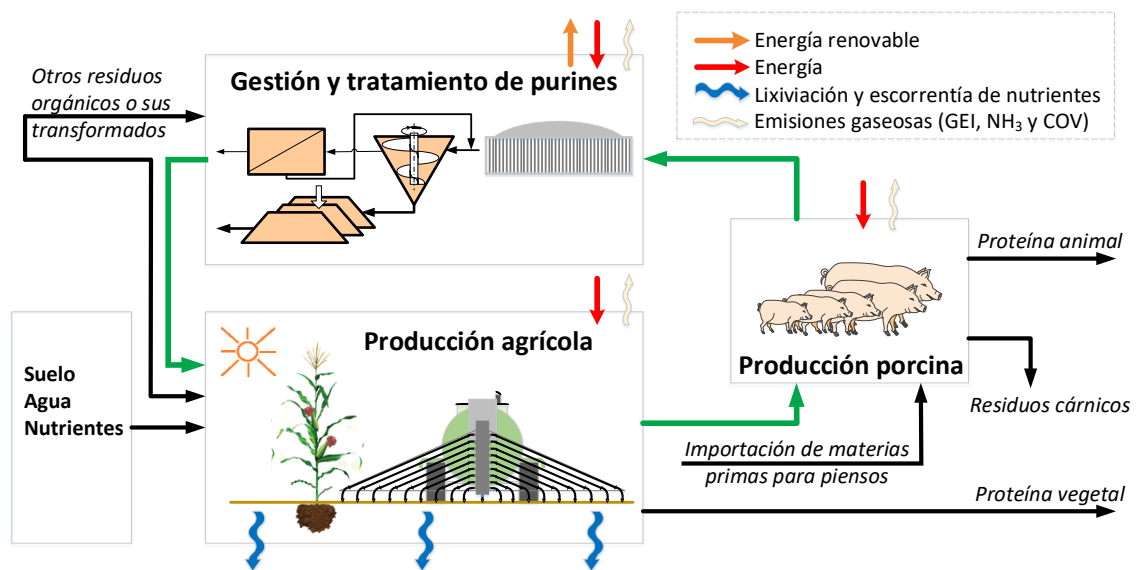 Energía renovable
Energía
Lixiviación y escorrentía de nutrientes
Emisiones gaseosas (GEI, NH₃ y COV)
Otros residuos
orgánicos o sus
transformados
Gestión y tratamiento de purines
Proteína animal
Producción porcina
Residuos cárnicos
Producción agrícola
Suelo
Agua
Nutrientes
Importación de materias
primas para piensos
Proteína vegetal